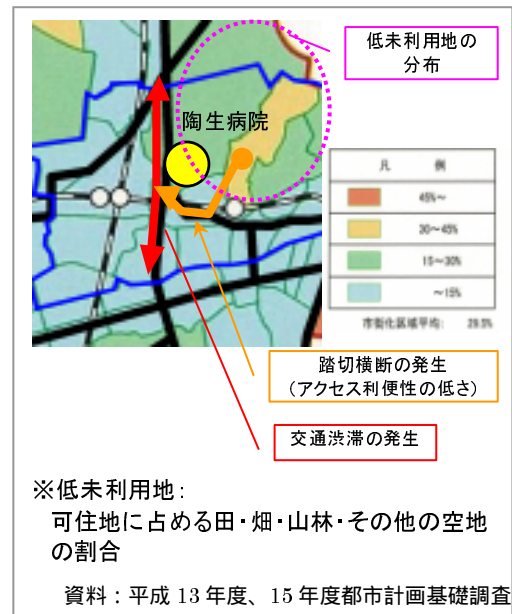 低未利用地の
分布
陶生病院
凡 例
45%~
30~45%
15~30%
~15%
市街化区域平均: 29.5%
踏切横断の発生
(アクセス利便性の低さ)
交通渋滞の発生
※低未利用地:
可住地に占める田・畑・山林・その他の空地
の割合
資料:平成 13 年度、15 年度都市計画基礎調査